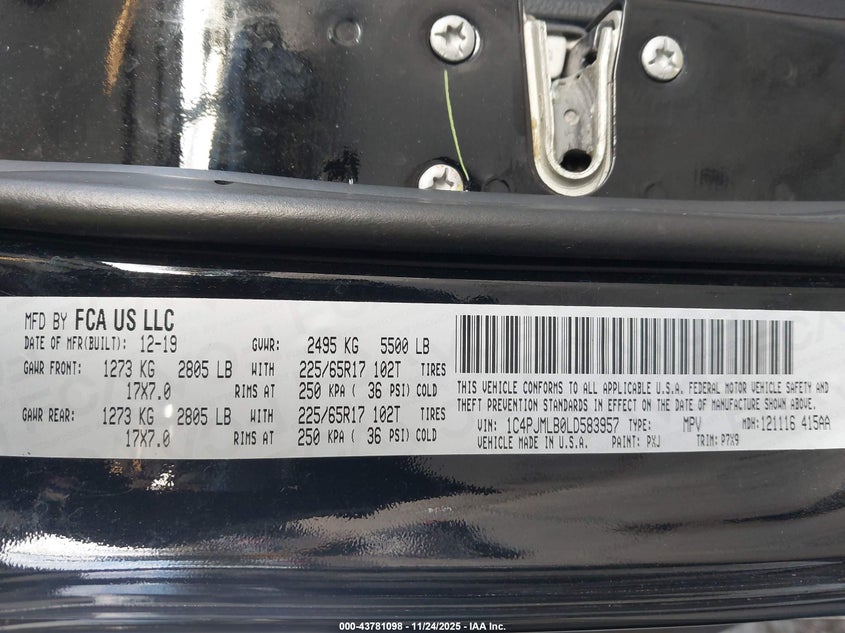 MFD BY FCA US LLC
DATE OF MFR(BUILT): 12-19 GVWR: 2495 KG 5500 LB
GAWR FRONT: 1273 KG 2805 LB WITH 225/65R17 102T TIRES
17X7.0 RIMS AT 250 KPA ( 36 PSI) COLD
GAWR REAR: 1273 KG 2805 LB WITH 225/65R17 102T TIRES
17X7.0 RIMS AT 250 KPA ( 36 PSI) COLD
THIS VEHICLE CONFORMS TO ALL APPLICABLE U.S.A. FEDERAL MOTOR VEHICLE SAFETY AND
THEFT PREVENTION STANDARDS IN EFFECT ON THE DATE OF MANUFACTURE SHOWN ABOVE.
VIN: 1C4PJMLB0LD583957 TYPE: MPV MDH: 121116 415AA
VEHICLE MADE IN U.S.A. PAINT: PXJ TRIM: P7X9
000-43781098 - 11/24/2025 - IAA Inc.